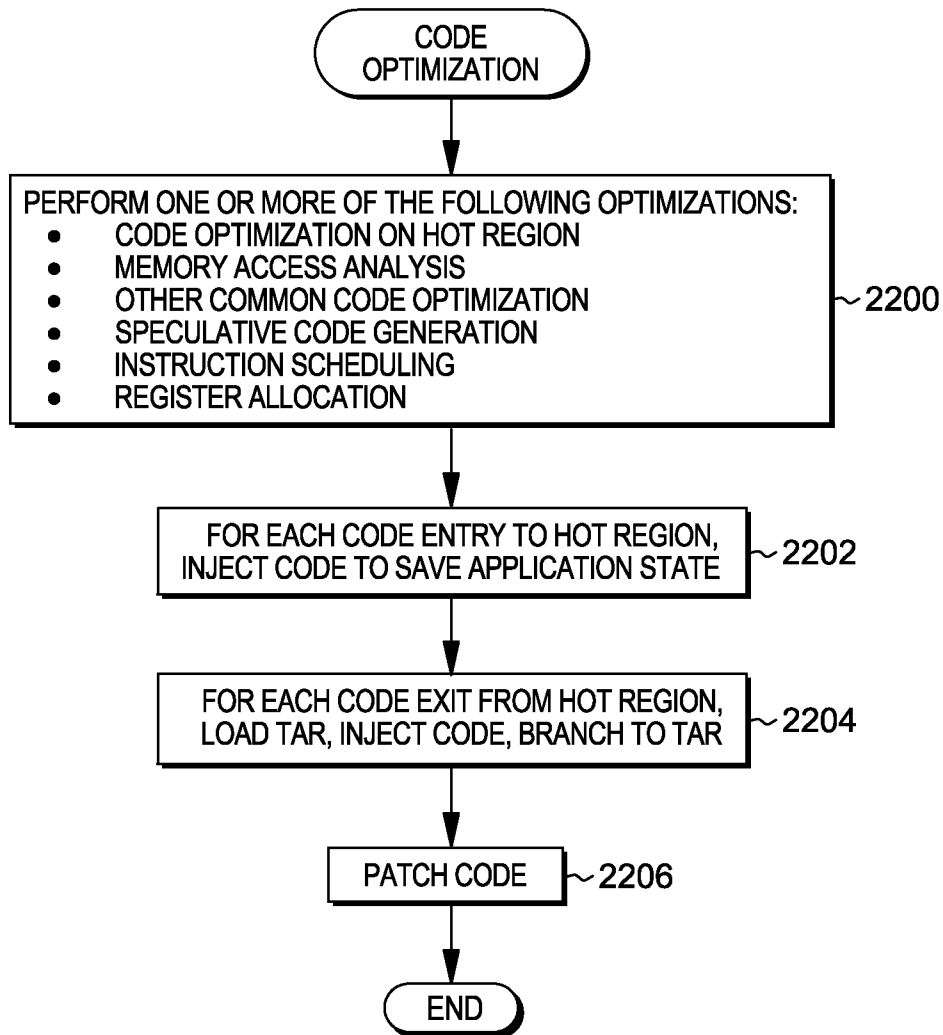 CODE
OPTIMIZATION
PERFORM ONE OR MORE OF THE FOLLOWING OPTIMIZATIONS:
• CODE OPTIMIZATION ON HOT REGION
• MEMORY ACCESS ANALYSIS
• OTHER COMMON CODE OPTIMIZATION
• SPECULATIVE CODE GENERATION
• INSTRUCTION SCHEDULING
• REGISTER ALLOCATION
2200
FOR EACH CODE ENTRY TO HOT REGION,
INJECT CODE TO SAVE APPLICATION STATE
2202
FOR EACH CODE EXIT FROM HOT REGION,
LOAD TAR, INJECT CODE, BRANCH TO TAR
2204
PATCH CODE
2206
END